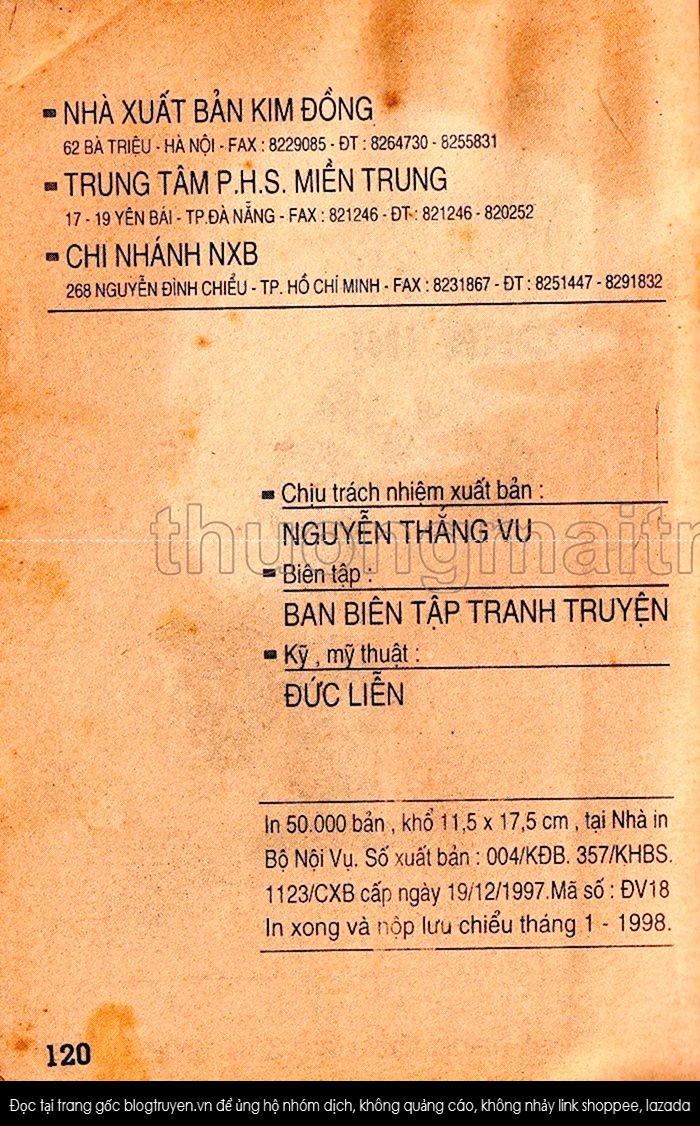 NHÀ XUẤT BẢN KIM ĐỒNG
62 BÀ TRIỆU - HÀ NỘI - FAX : 8229085 - ĐT : 8264730 - 8255831
TRUNG TÂM P.H.S. MIỀN TRUNG
17 - 19 YÊN BÁI - TP.ĐÀ NẴNG - FAX : 821246 - ĐT : 821246 - 820252
CHI NHÁNH NXB
268 NGUYỄN ĐÌNH CHIỂU - TP. HỒ CHÍ MINH - FAX : 8231867 - ĐT : 8251447 - 8291832
Chịu trách nhiệm xuất bản :
NGUYỄN THẮNG VU
thuongmaitr
Biên tập :
BAN BIÊN TẬP TRANH TRUYỆN
Kỹ , mỹ thuật :
ĐỨC LIỄN
In 50.000 bản , khổ 11,5 x 17,5 cm , tại Nhà in
Bộ Nội Vụ. Số xuất bản : 004/KĐB. 357/KHBS.
1123/CXB cấp ngày 19/12/1997.Mã số : ĐV18
In xong và nộp lưu chiểu tháng 1 - 1998.
120
Đọc tại trang gốc blogtruyen.vn để ủng hộ nhóm dịch, không quảng cáo, không nhảy link shoppee, lazada